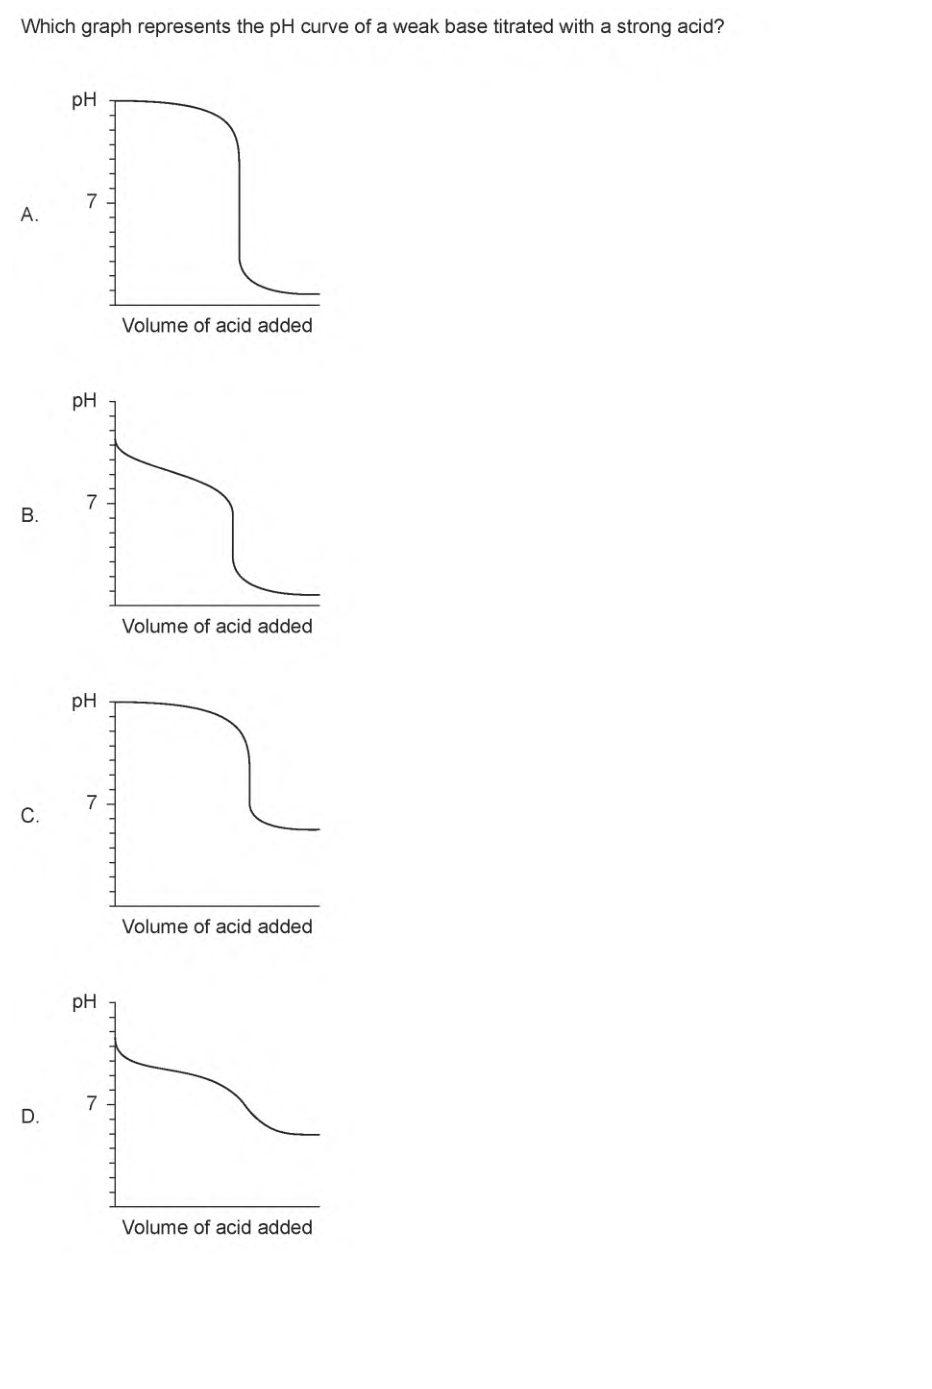 Which graph represents the pH curve of a weak base titrated with a strong acid?
pH
7
A.
Volume of acid added
pH
7
B.
Volume of acid added
pH
7
C.
Volume of acid added
pH
7
D.
Volume of acid added